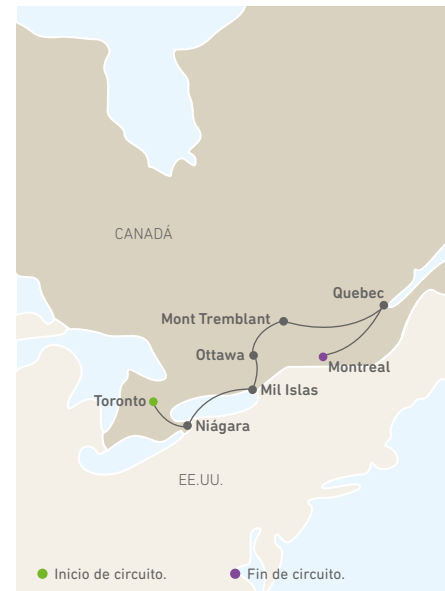 CANADÁ
Quebec
Mont Tremblant
Ottawa
Montreal
Mil Islas
Toronto
Niágara
EE.UU.
Inicio de circuito.
Fin de circuito.